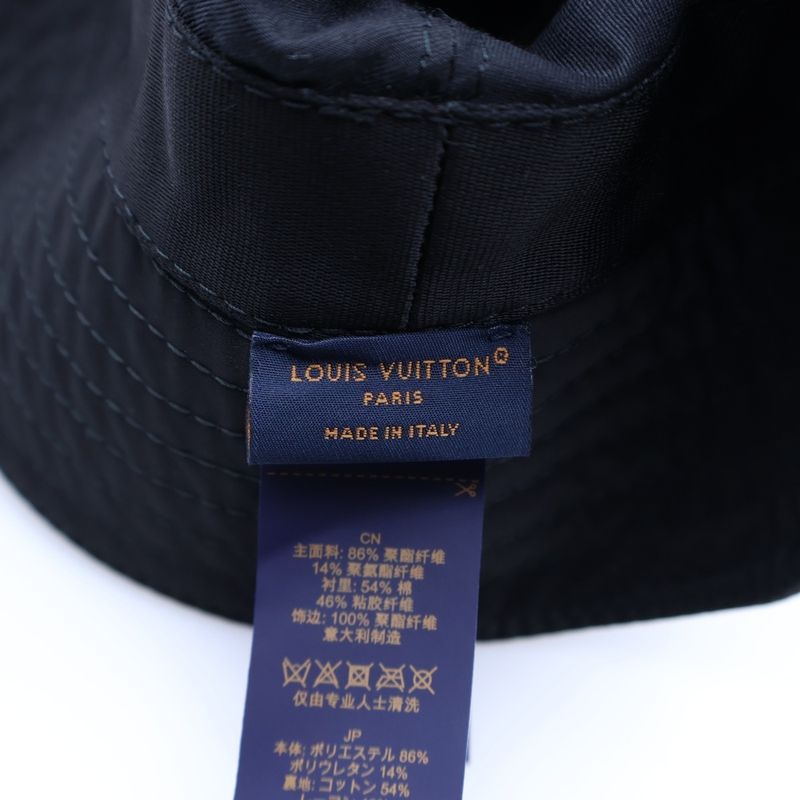 LOUIS VUITTON®
PARIS
MADE IN ITALY
CN
主面料: 86% 聚酯纤维
14% 聚氨酯纤维
衬里: 54% 棉
46% 粘胶纤维
饰边: 100% 聚酯纤维
意大利制造
仅由专业人士清洗
JP
本体: ポリエステル 86%
ポリウレタン 14%
裏地: コットン 54%